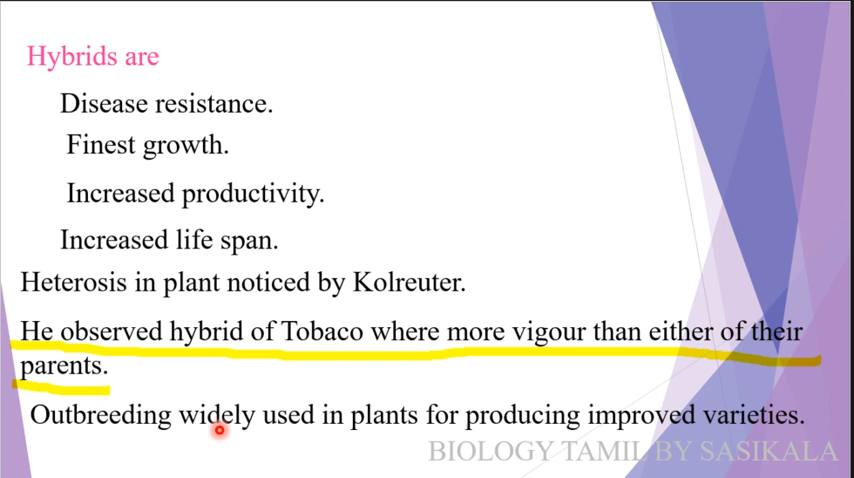 Hybrids are
Disease resistance.
Finest growth.
Increased productivity.
Increased life span.
Heterosis in plant noticed by Kolreuter.
He observed hybrid of Tobaco where more vigour than either of their
parents.
Outbreeding widely used in plants for producing improved varieties.
BIOLOGY TAMIL BY SASIKALA